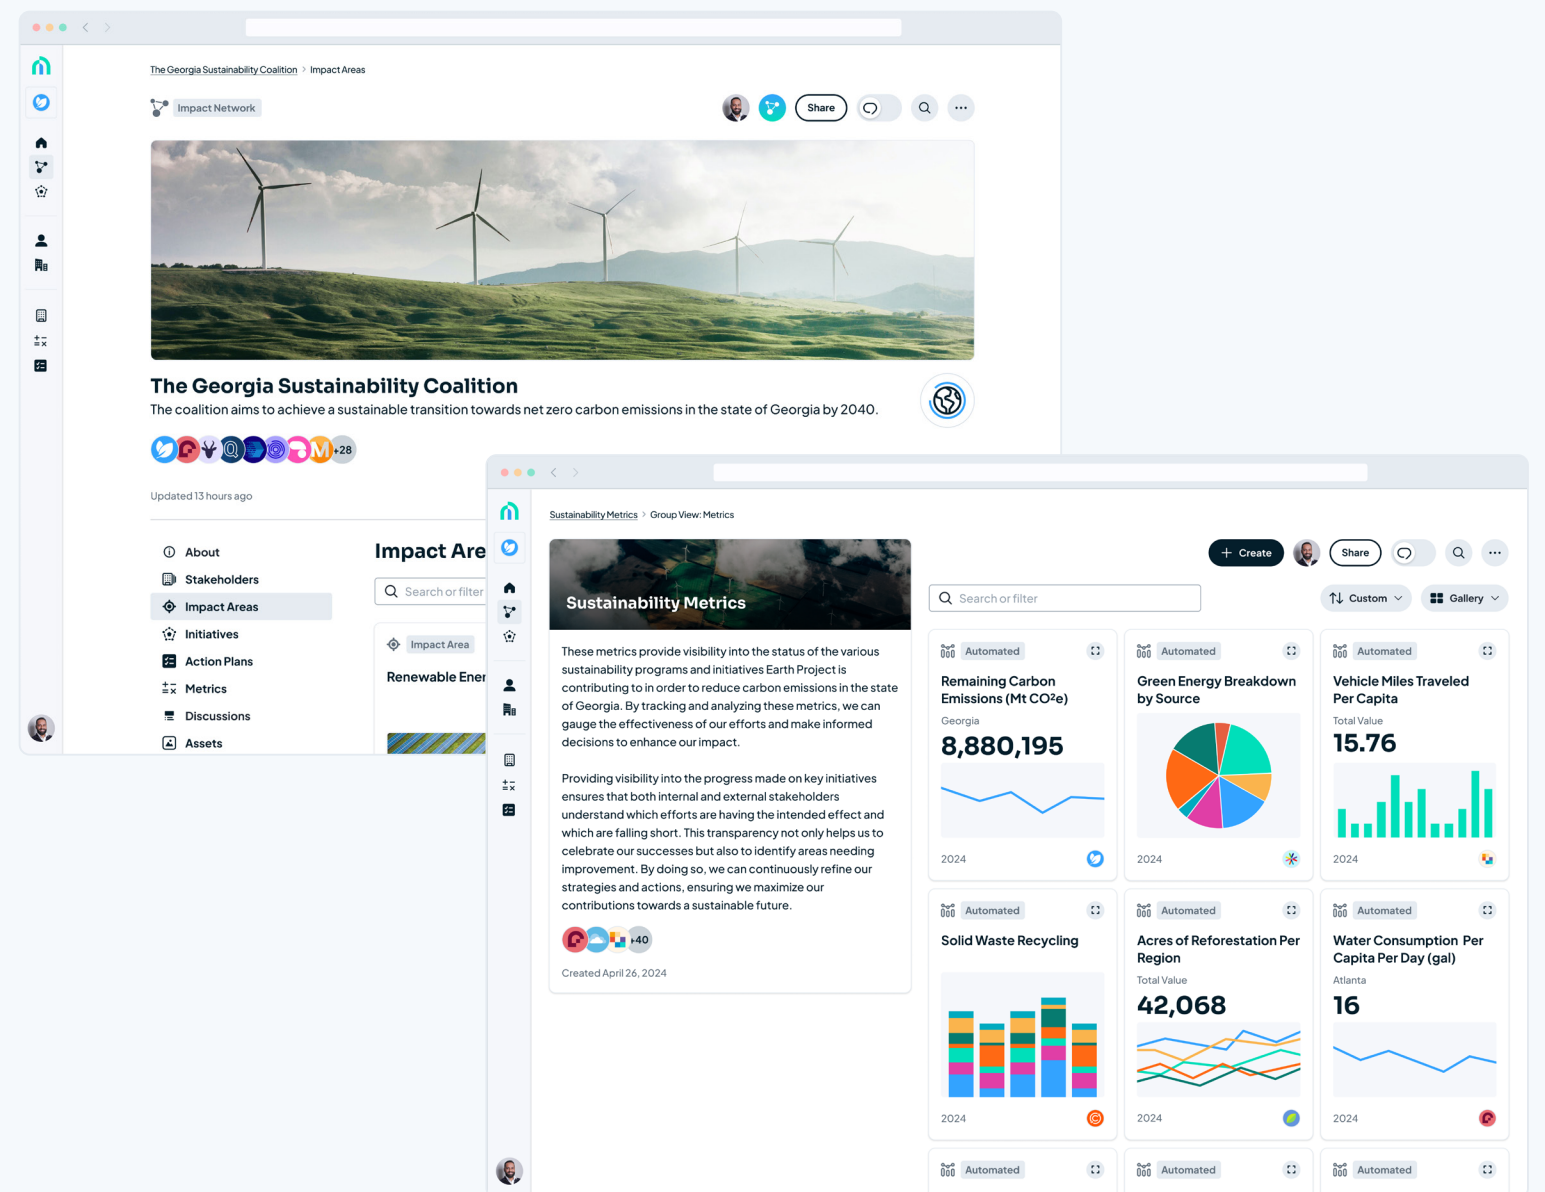 The Georgia Sustainability Coalition > Impact Areas
Impact Network
Share
The Georgia Sustainability Coalition
The coalition aims to achieve a sustainable transition towards net zero carbon emissions in the state of Georgia by 2040.
M
+28
Updated 13 hours ago
About
Stakeholders
Impact Areas
Initiatives
Action Plans
Metrics
Discussions
Assets
Impact Are
Search or filter
Impact Area
Renewable Ener
Sustainability Metrics > Group View: Metrics
Sustainability Metrics
These metrics provide visibility into the status of the various
sustainability programs and initiatives Earth Project is
contributing to in order to reduce carbon emissions in the state
of Georgia. By tracking and analyzing these metrics, we can
gauge the effectiveness of our efforts and make informed
decisions to enhance our impact.
Providing visibility into the progress made on key initiatives
ensures that both internal and external stakeholders
understand which efforts are having the intended effect and
which are falling short. This transparency not only helps us to
celebrate our successes but also to identify areas needing
improvement. By doing so, we can continuously refine our
strategies and actions, ensuring we maximize our
contributions towards a sustainable future.
+40
Created April 26, 2024
+ Create
Share
Search or filter
Custom
Gallery
Automated
Remaining Carbon
Emissions (Mt CO²e)
Georgia
8,880,195
2024
Automated
Green Energy Breakdown
by Source
2024
Automated
Vehicle Miles Traveled
Per Capita
Total Value
15.76
2024
Automated
Solid Waste Recycling
2024
Automated
Acres of Reforestation Per
Region
Total Value
42,068
2024
Automated
Water Consumption Per
Capita Per Day (gal)
Atlanta
16
2024
Automated
Automated
Automated